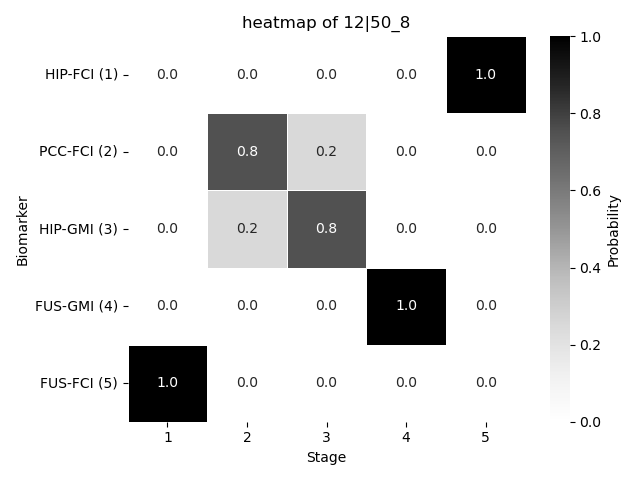 heatmap of 12|50_8
Biomarker
HIP-FCI (1)
0.0 0.0 0.0 0.0 1.0
PCC-FCI (2)
0.0 0.8 0.2 0.0 0.0
HIP-GMI (3)
0.0 0.2 0.8 0.0 0.0
FUS-GMI (4)
0.0 0.0 0.0 1.0 0.0
FUS-FCI (5)
1.0 0.0 0.0 0.0 0.0
1 2 3 4 5
Stage
1.0
0.8
0.6
0.4
0.2
0.0
Probability